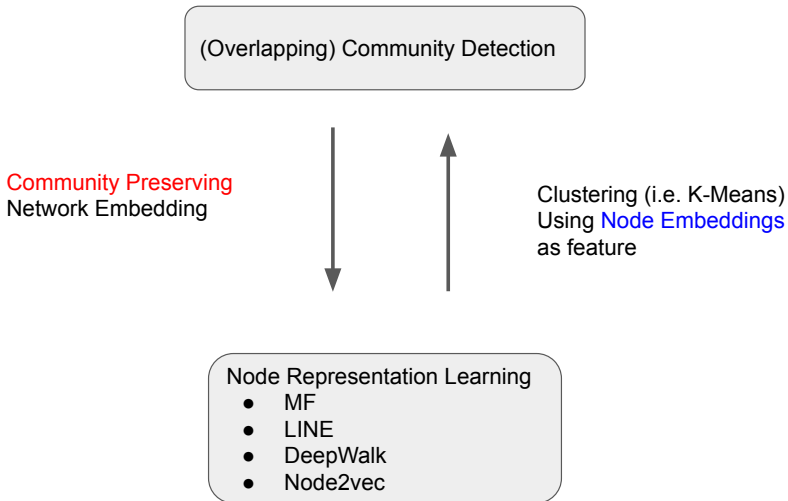 (Overlapping) Community Detection
Community Preserving
Network Embedding
Clustering (i.e. K-Means)
Using Node Embeddings
as feature
Node Representation Learning
● MF
● LINE
● DeepWalk
● Node2vec